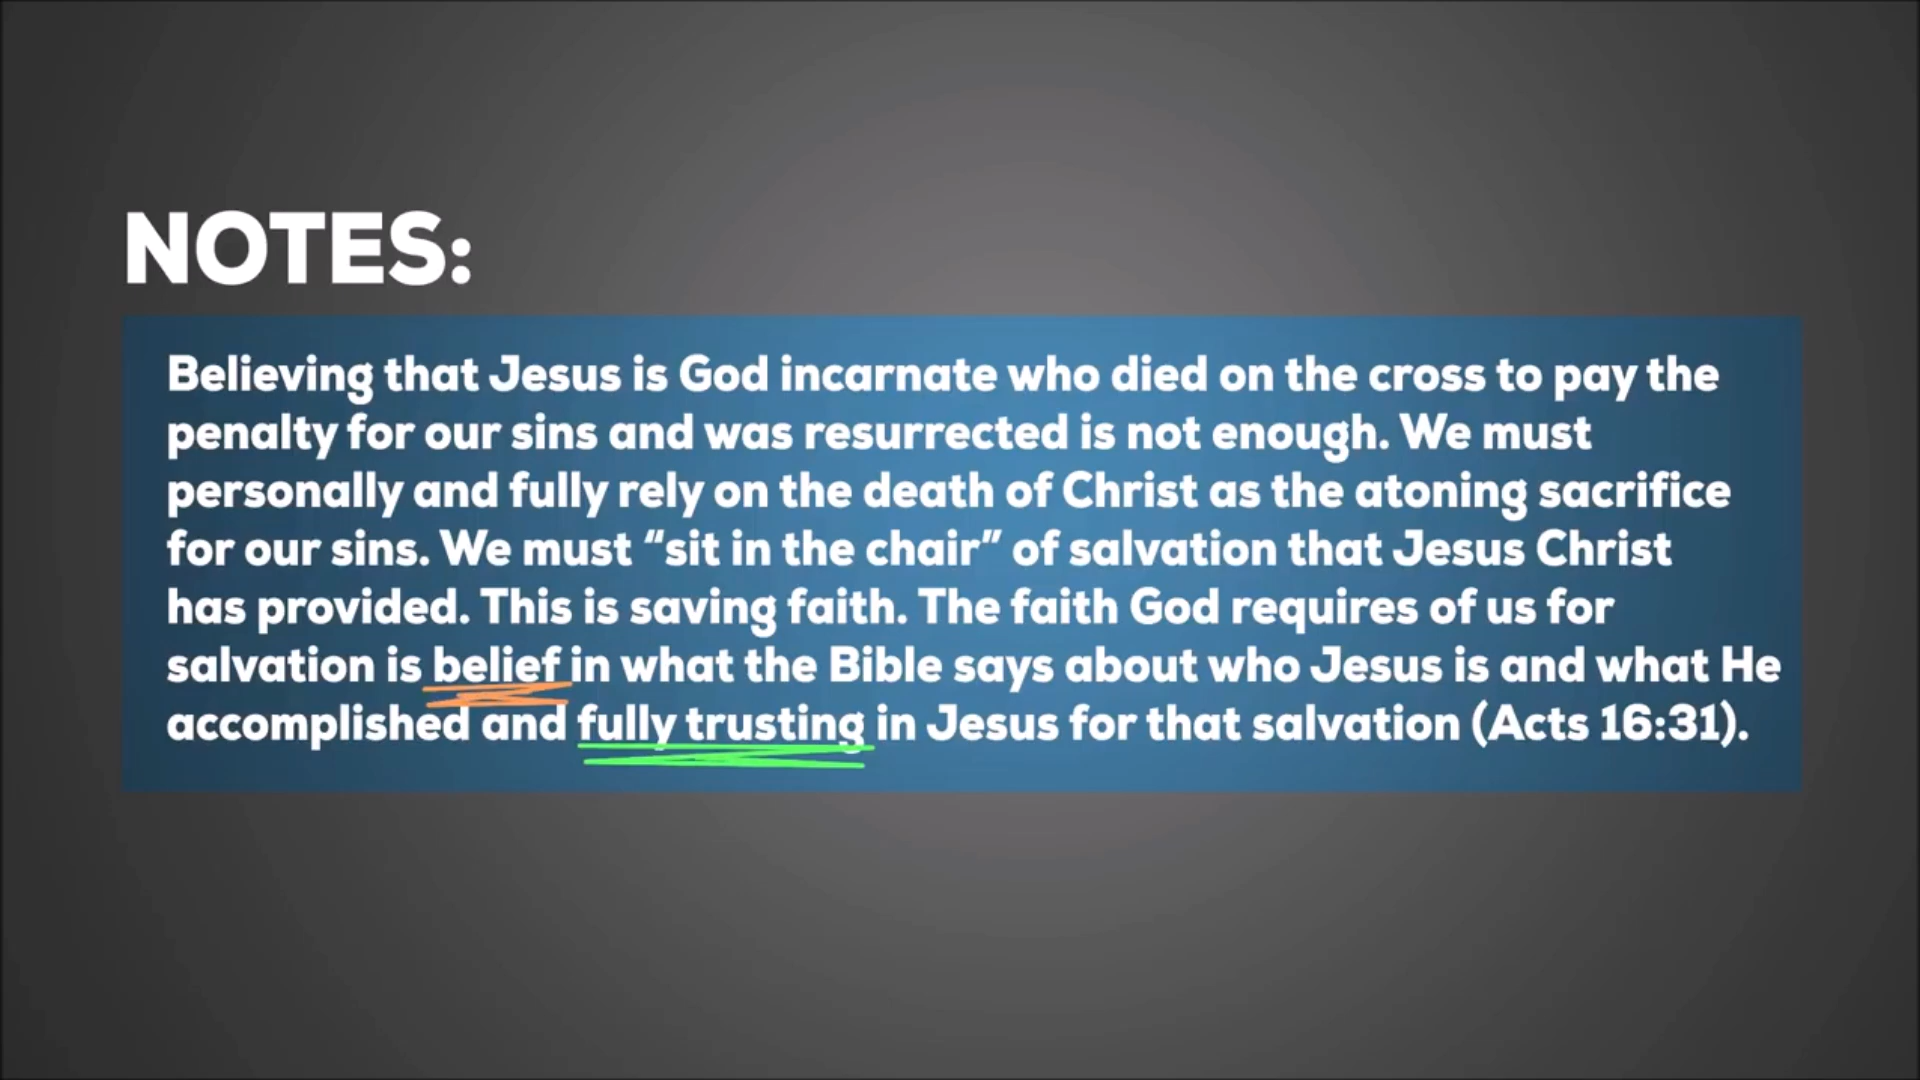 NOTES:
Believing that Jesus is God incarnate who died on the cross to pay the
penalty for our sins and was resurrected is not enough. We must
personally and fully rely on the death of Christ as the atoning sacrifice
for our sins. We must “sit in the chair” of salvation that Jesus Christ
has provided. This is saving faith. The faith God requires of us for
salvation is belief in what the Bible says about who Jesus is and what He
accomplished and fully trusting in Jesus for that salvation (Acts 16:31).